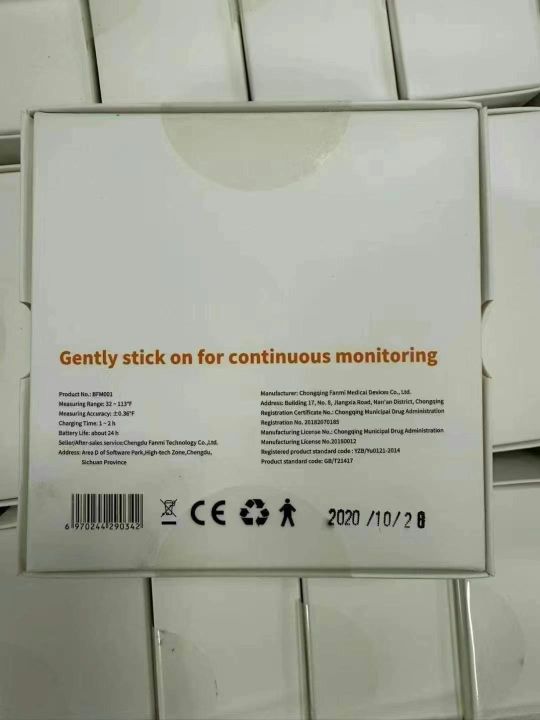 Gently stick on for continuous monitoring
Product No.: BFM001
Measuring Range: 32 ~ 113°F
Measuring Accuracy: ±0.36°F
Charging Time: 1 ~ 2 h
Battery Life: about 24 h
Seller/After-sales service:Chengdu Fanmi Technology Co.,Ltd.
Address: Area D of Software Park,High-tech Zone,Chengdu,
Sichuan Province
Manufacturer: Chongqing Fanmi Medical Devices Co., Ltd.
Address: Building 17, No. 8, Jiangxia Road, Nan'an District, Chongqing
Registration Certificate No.: Chongqing Municipal Drug Administration
Registration No. 20182070185
Manufacturing License No.: Chongqing Municipal Drug Administration
Manufacturing License No.20160012
Registered product standard code : YZB/Yu0121-2014
Product standard code: GB/T21417
6 970244 290342
CE
2020 /10/ 28